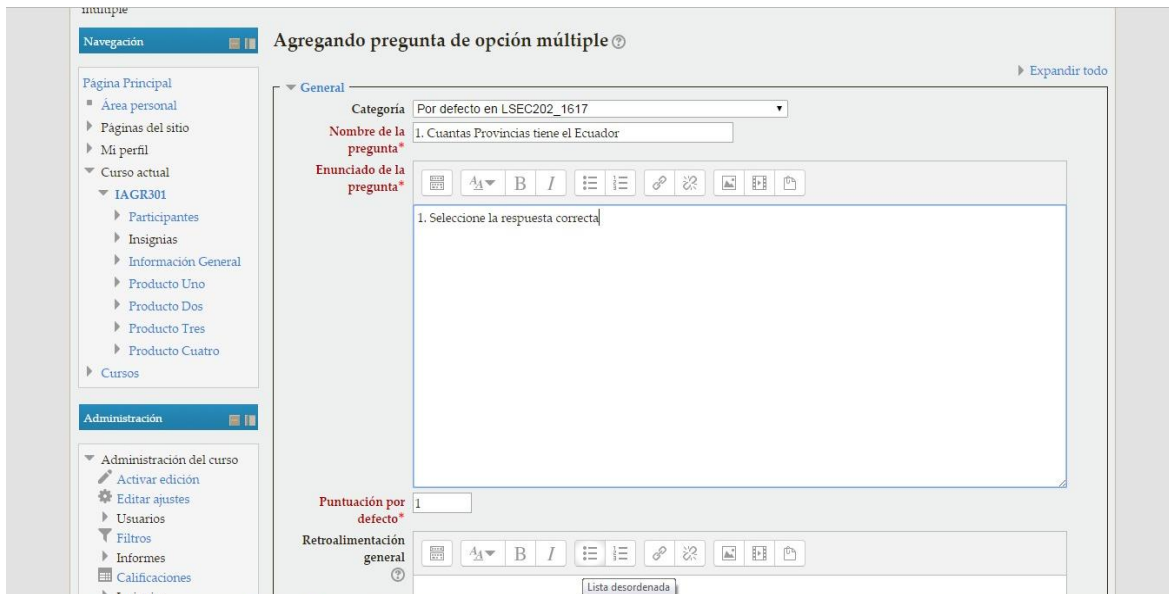 múltiple
Navegación
Página Principal
Área personal
Páginas del sitio
Mi perfil
Curso actual
IAGR301
Participantes
Insignias
Información General
Producto Uno
Producto Dos
Producto Tres
Producto Cuatro
Cursos
Administración
Administración del curso
Activar edición
Editar ajustes
Usuarios
Filtros
Informes
Calificaciones
Agregando pregunta de opción múltiple
Expandir todo
General
Categoría Por defecto en LSEC202_1617
Nombre de la pregunta* 1. Cuantas Provincias tiene el Ecuador
Enunciado de la pregunta*
B I
1. Seleccione la respuesta correcta
Puntuación por defecto* 1
Retroalimentación general
B I
Lista desordenada